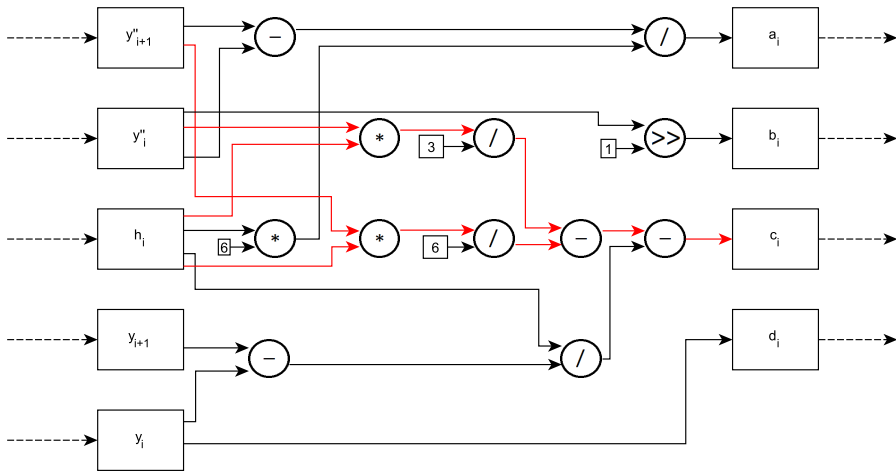 y''i+1
−
/
ai
y''i
*
3
/
1
>>
bi
hi
6
*
*
6
/
−
−
ci
yi+1
−
/
di
yi